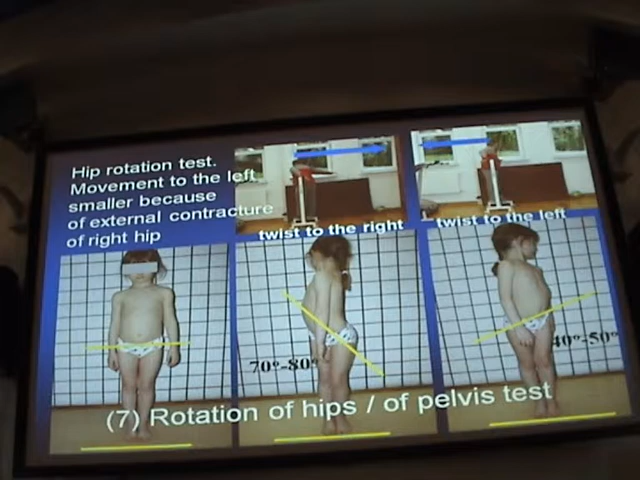 Hip rotation test.
Movement to the left
smaller because
of external contracture
of right hip
twist to the right
twist to the left
70°-80°
40°-50°
(7) Rotation of hips / of pelvis test